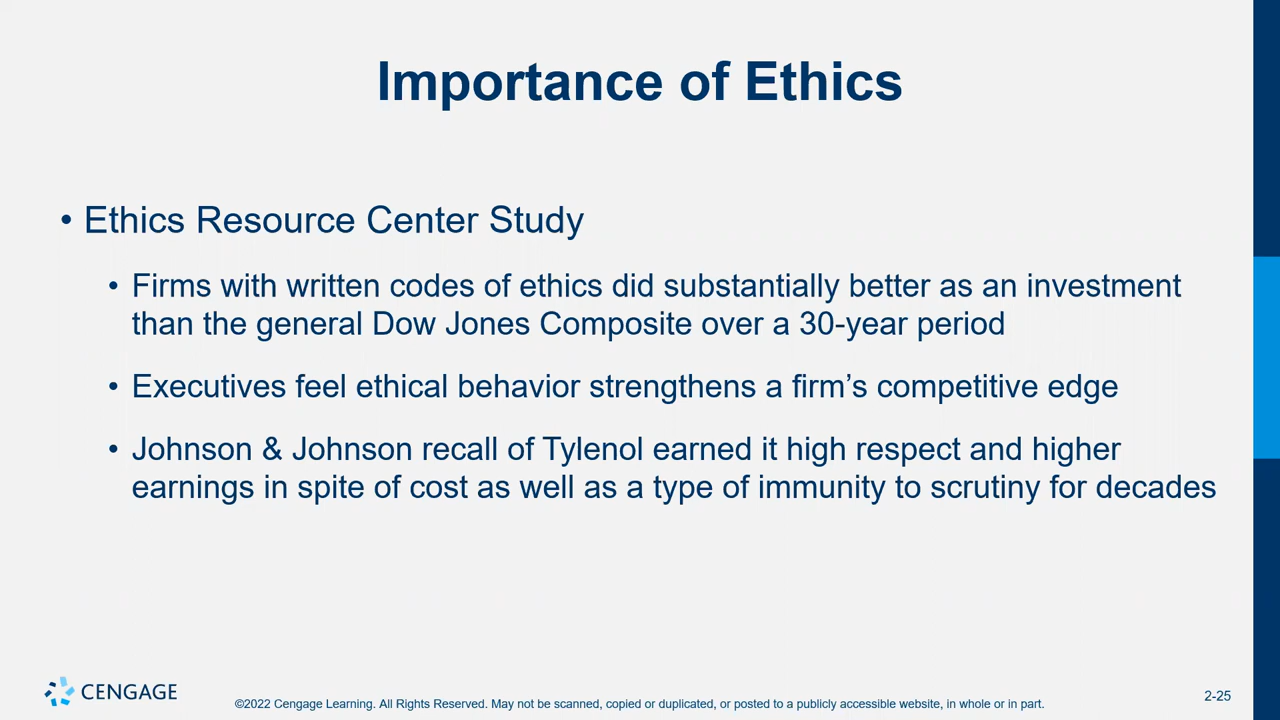 Importance of Ethics
• Ethics Resource Center Study
• Firms with written codes of ethics did substantially better as an investment
than the general Dow Jones Composite over a 30-year period
• Executives feel ethical behavior strengthens a firm’s competitive edge
• Johnson & Johnson recall of Tylenol earned it high respect and higher
earnings in spite of cost as well as a type of immunity to scrutiny for decades
CENGAGE
©2022 Cengage Learning. All Rights Reserved. May not be scanned, copied or duplicated, or posted to a publicly accessible website, in whole or in part.
2-25